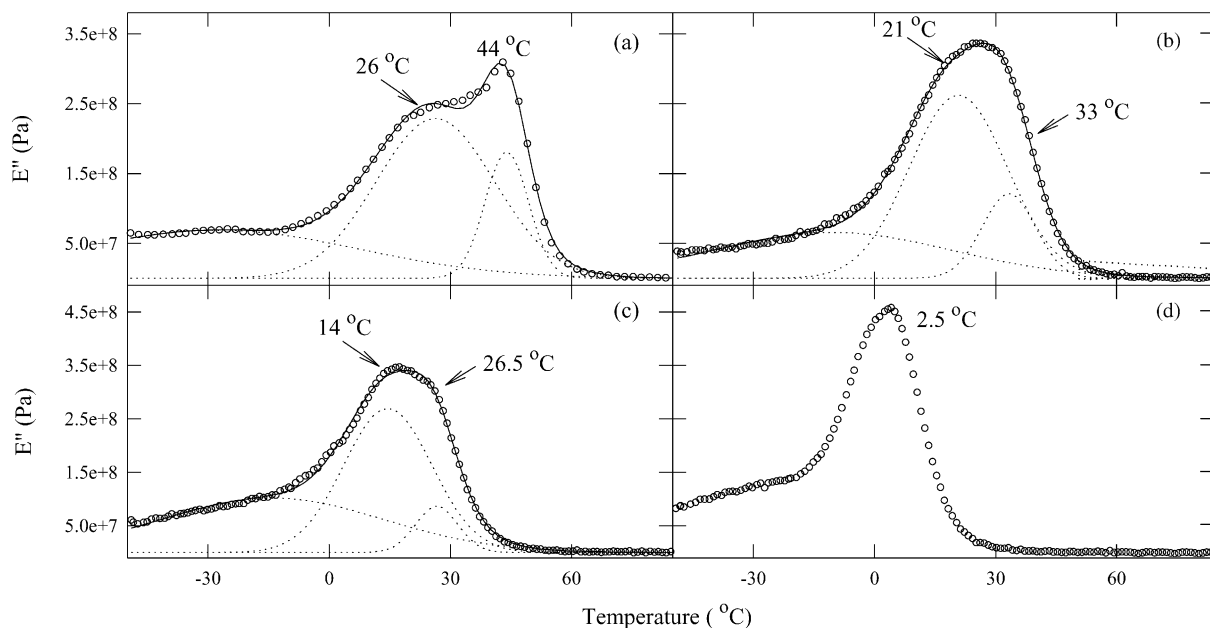 3.5e+8
2.5e+8
1.5e+8
5.0e+7
E" (Pa)
26 °C
44 °C
(a)
21 °C
33 °C
(b)
4.5e+8
3.5e+8
2.5e+8
1.5e+8
5.0e+7
E" (Pa)
14 °C
26.5 °C
(c)
2.5 °C
(d)
-30 0 30 60
-30 0 30 60
Temperature ( °C)